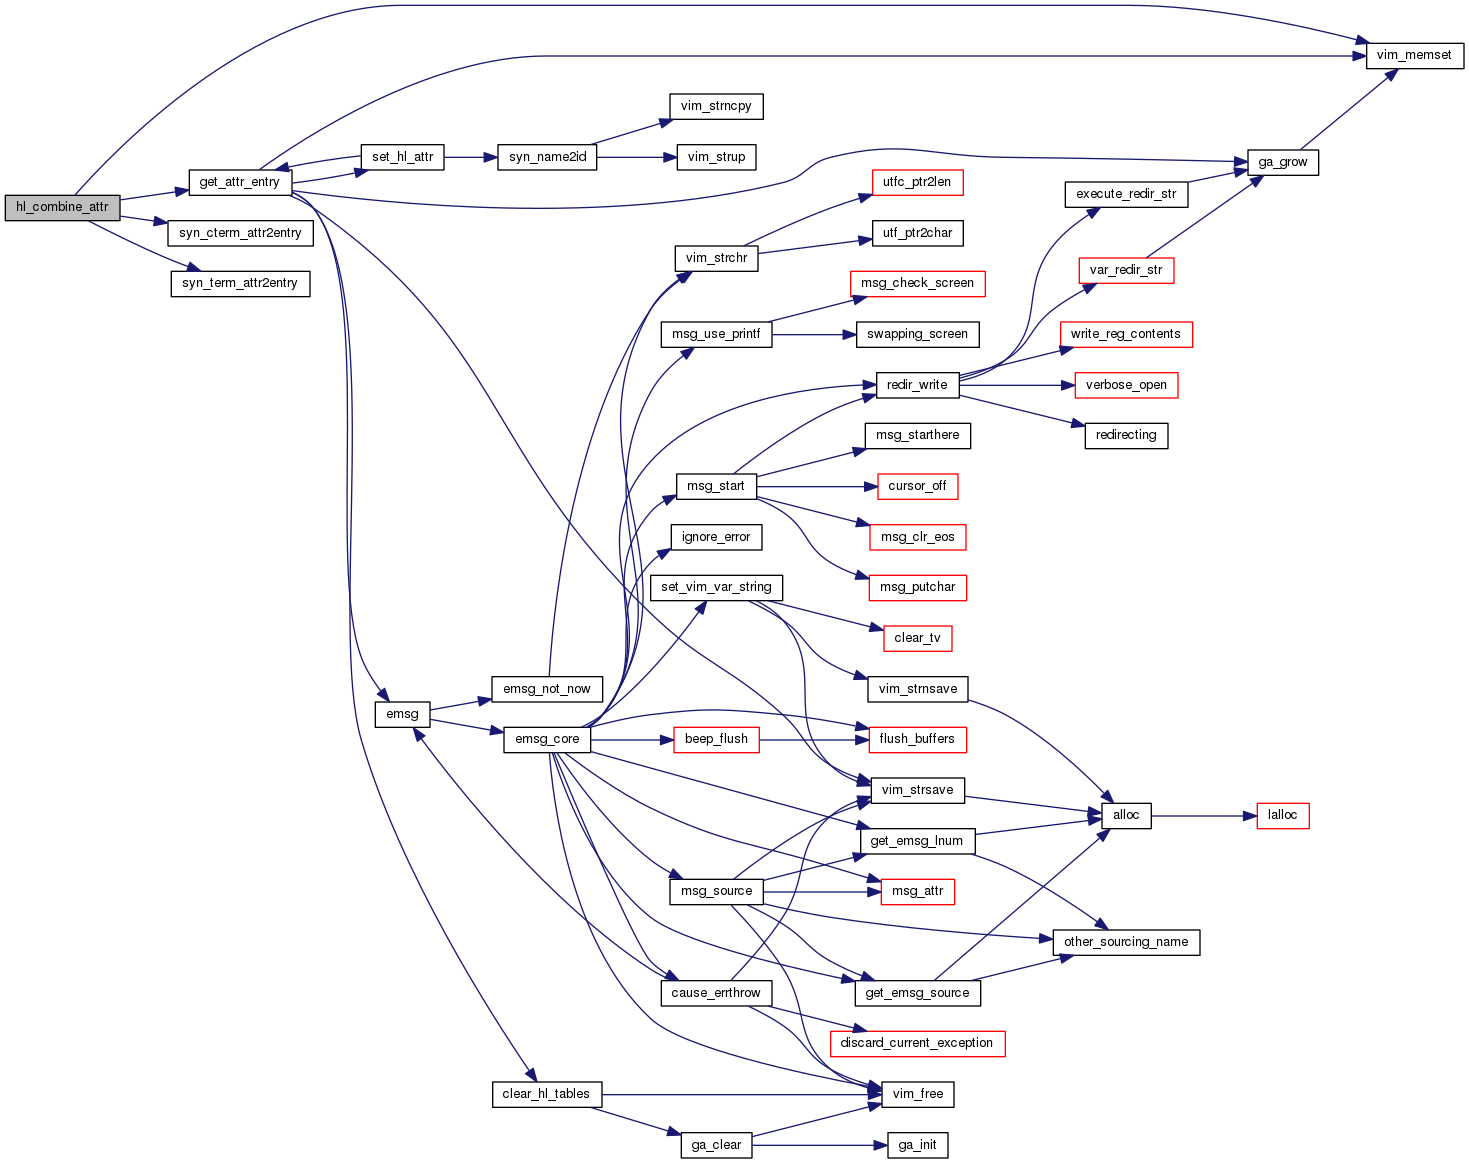 vim_memset
vim_strncpy
set_hl_attr
syn_name2id
vim_strup
ga_grow
get_attr_entry
utfc_ptr2len
execute_redir_str
hl_combine_attr
syn_cterm_attr2entry
utf_ptr2char
vim_strchr
var_redir_str
syn_term_attr2entry
msg_check_screen
msg_use_printf
swapping_screen
write_reg_contents
redir_write
verbose_open
msg_starthere
redirecting
msg_start
cursor_off
ignore_error
msg_clr_eos
set_vim_var_string
msg_putchar
clear_tv
emsg_not_now
vim_strnsave
emsg
emsg_core
beep_flush
flush_buffers
vim_strsave
alloc
lalloc
get_emsg_lnum
msg_source
msg_attr
other_sourcing_name
cause_errthrow
get_emsg_source
discard_current_exception
clear_hl_tables
vim_free
ga_clear
ga_init